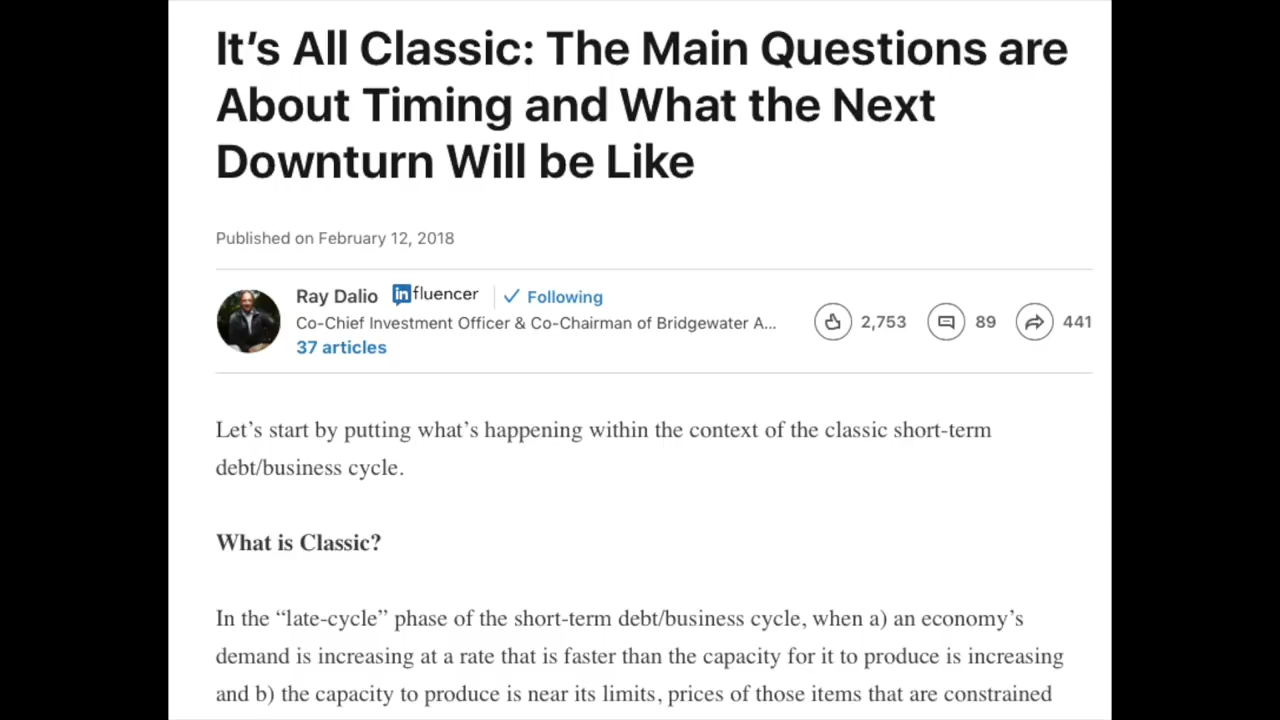 It’s All Classic: The Main Questions are
About Timing and What the Next
Downturn Will be Like
Published on February 12, 2018
Ray Dalio influencer Following
Co-Chief Investment Officer & Co-Chairman of Bridgewater A...
37 articles
2,753 89 441
Let’s start by putting what’s happening within the context of the classic short-term
debt/business cycle.
What is Classic?
In the “late-cycle” phase of the short-term debt/business cycle, when a) an economy’s
demand is increasing at a rate that is faster than the capacity for it to produce is increasing
and b) the capacity to produce is near its limits, prices of those items that are constrained